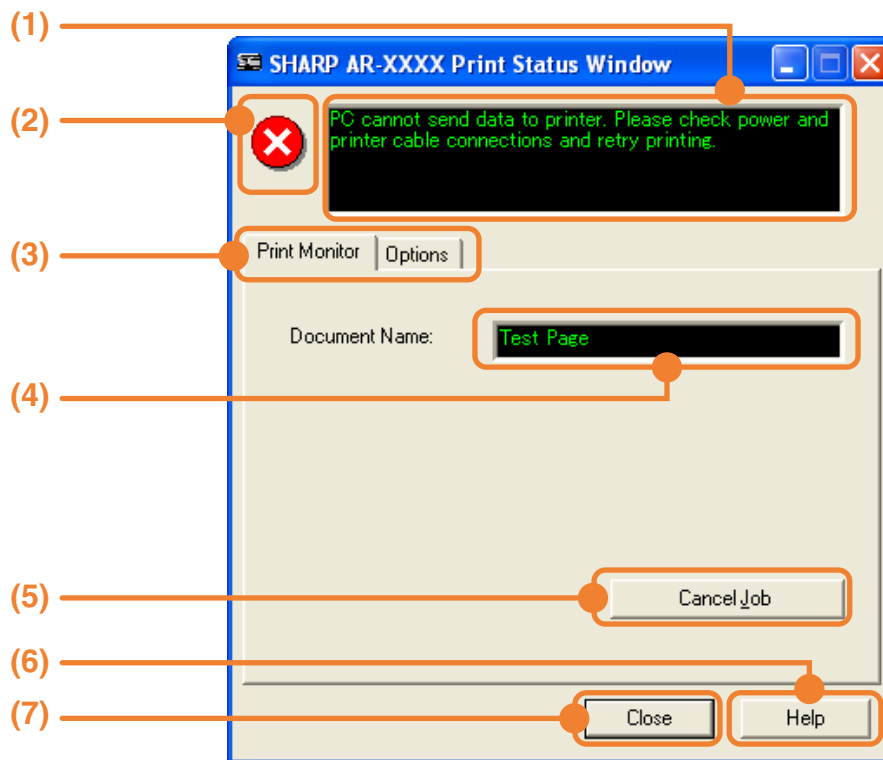 (1)
SHARP AR-XXXX Print Status Window
(2)
PC cannot send data to printer. Please check power and
printer cable connections and retry printing.
(3)
Print Monitor
Options
Document Name:
Test Page
(4)
(5)
Cancel Job
(6)
(7)
Close
Help